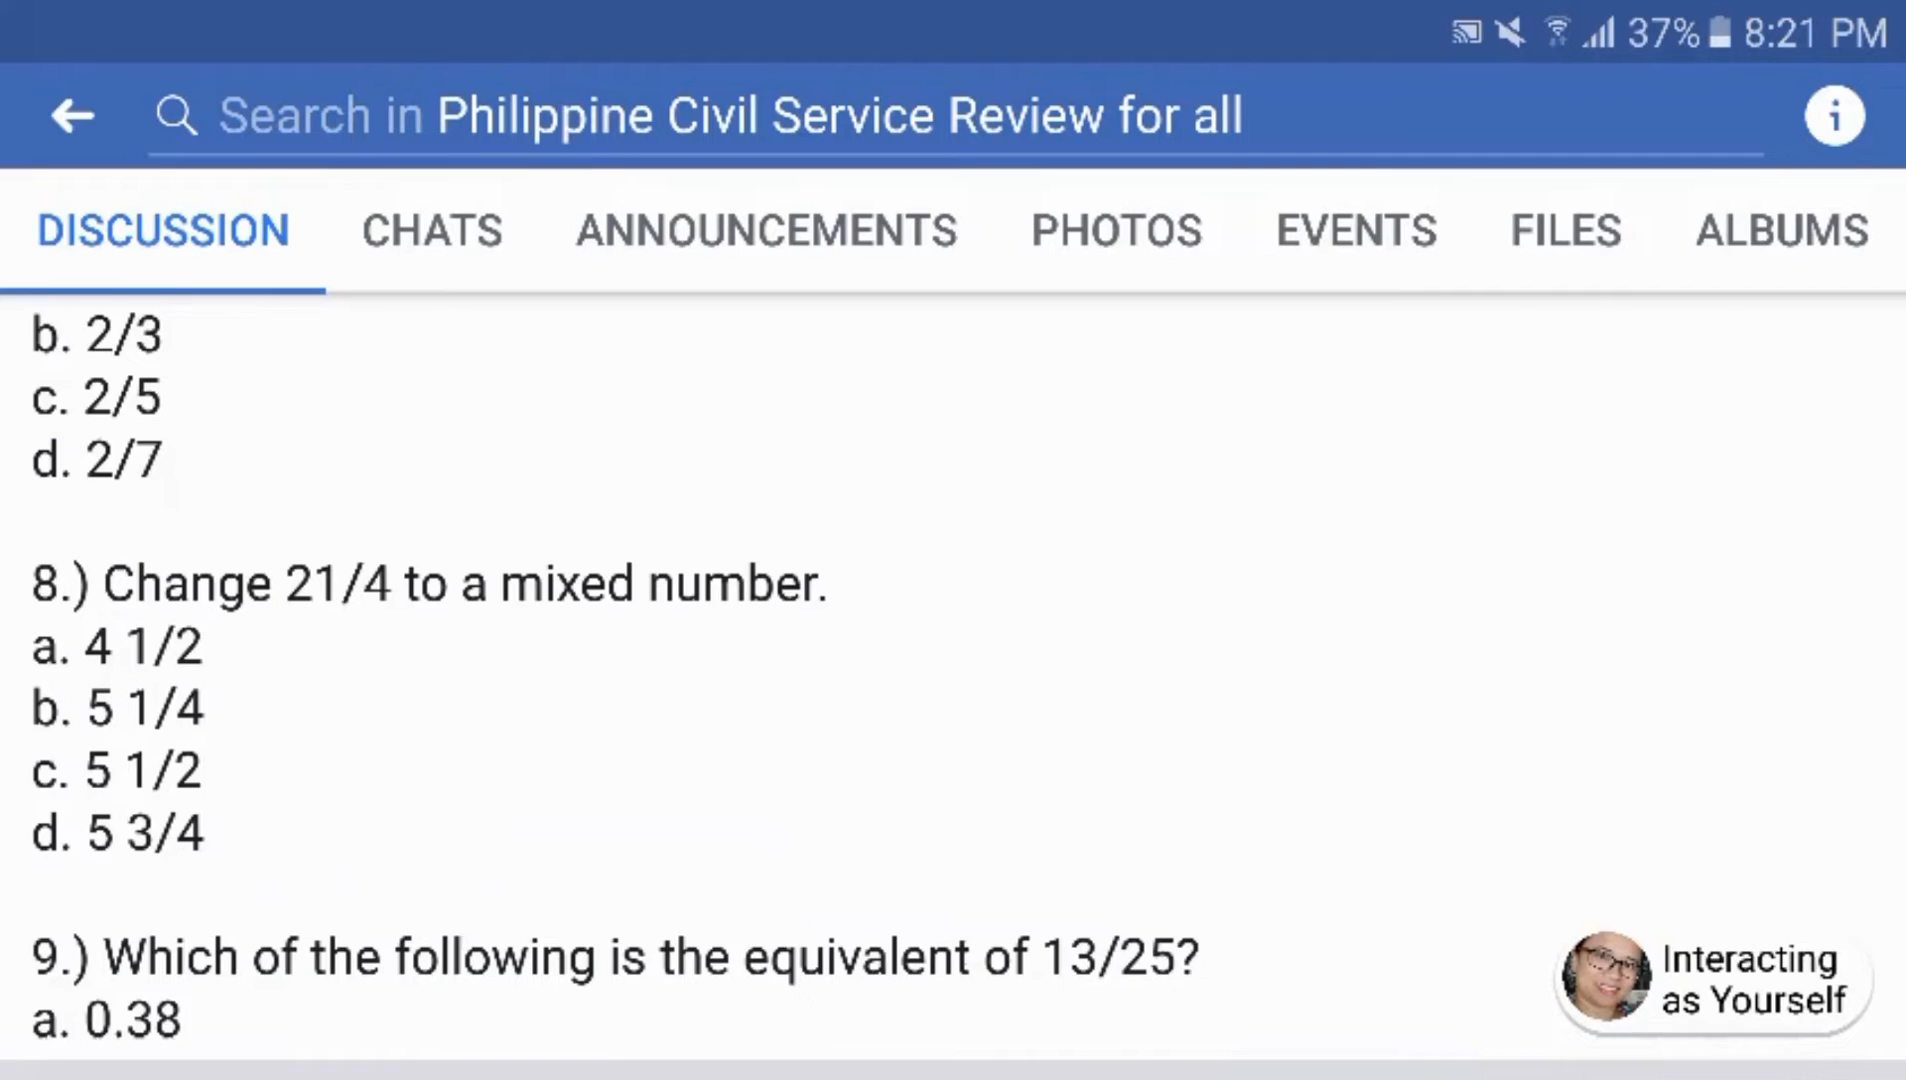 37% 8:21 PM
Search in Philippine Civil Service Review for all
DISCUSSION CHATS ANNOUNCEMENTS PHOTOS EVENTS FILES ALBUMS
b. 2/3
c. 2/5
d. 2/7
8.) Change 21/4 to a mixed number.
a. 4 1/2
b. 5 1/4
c. 5 1/2
d. 5 3/4
9.) Which of the following is the equivalent of 13/25?
a. 0.38
Interacting
as Yourself